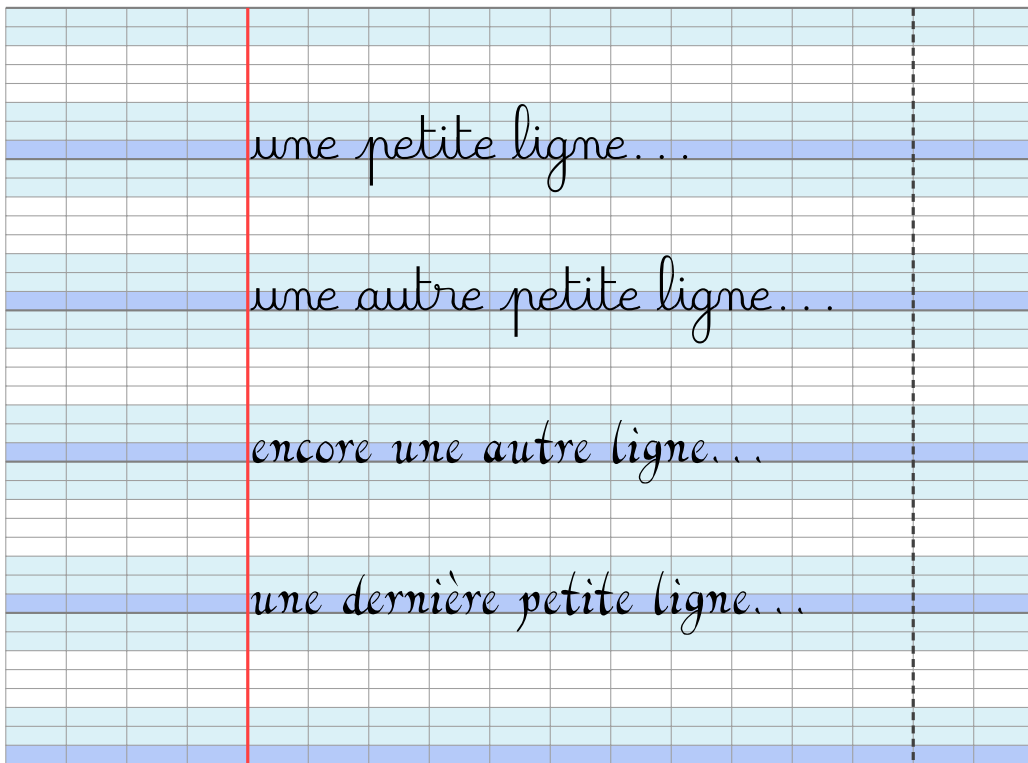 une petite ligne...
une autre petite ligne...
encore une autre ligne...
une dernière petite ligne...